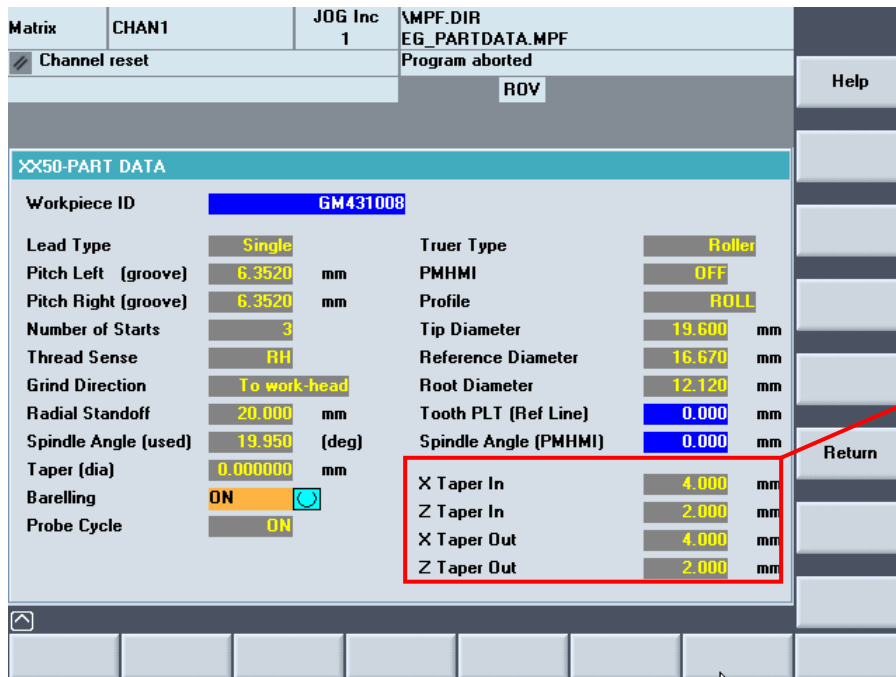 Matrix CHAN1 JOG Inc \MPF.DIR
1 EG_PARTDATA.MPF
Channel reset Program aborted
ROV
Help
XX50-PART DATA
Workpiece ID GM431008
Lead Type Single Truer Type Roller
Pitch Left (groove) 6.3520 mm PMHMI OFF
Pitch Right (groove) 6.3520 mm Profile ROLL
Number of Starts 3 Tip Diameter 19.600 mm
Thread Sense RH Reference Diameter 16.670 mm
Grind Direction To work-head Root Diameter 12.120 mm
Radial Standoff 20.000 mm Tooth PLT (Ref Line) 0.000 mm
Spindle Angle (used) 19.950 (deg) Spindle Angle (PMHMI) 0.000 mm
Return
Taper (dia) 0.000000 mm X Taper In 4.000 mm
Barelling ON Z Taper In 2.000 mm
Probe Cycle ON X Taper Out 4.000 mm
Z Taper Out 2.000 mm